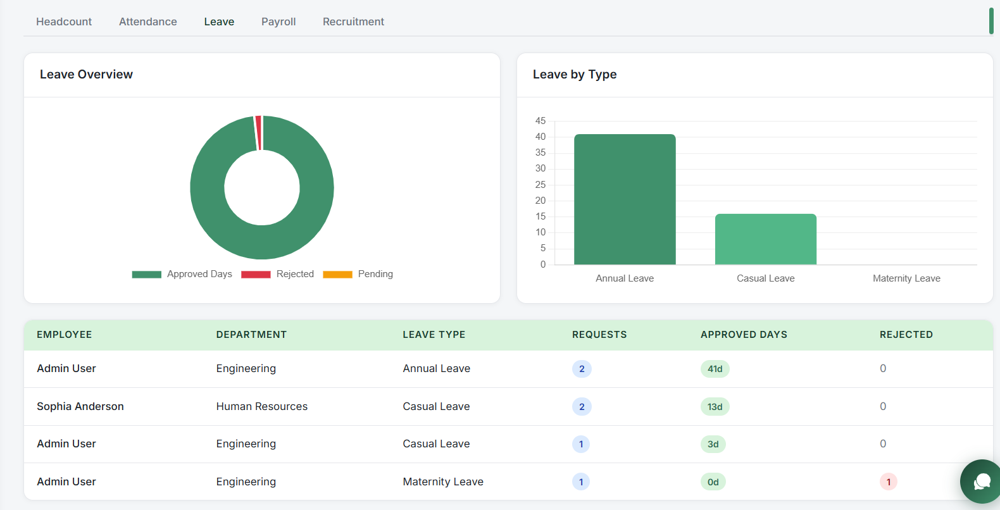 Headcount Attendance Leave Payroll Recruitment
Leave Overview
Approved Days Rejected Pending
Leave by Type
45
40
35
30
25
20
15
10
5
0
Annual Leave Casual Leave Maternity Leave
EMPLOYEE DEPARTMENT LEAVE TYPE REQUESTS APPROVED DAYS REJECTED
Admin User Engineering Annual Leave 2 41d 0
Sophia Anderson Human Resources Casual Leave 2 13d 0
Admin User Engineering Casual Leave 1 3d 0
Admin User Engineering Maternity Leave 1 0d 1